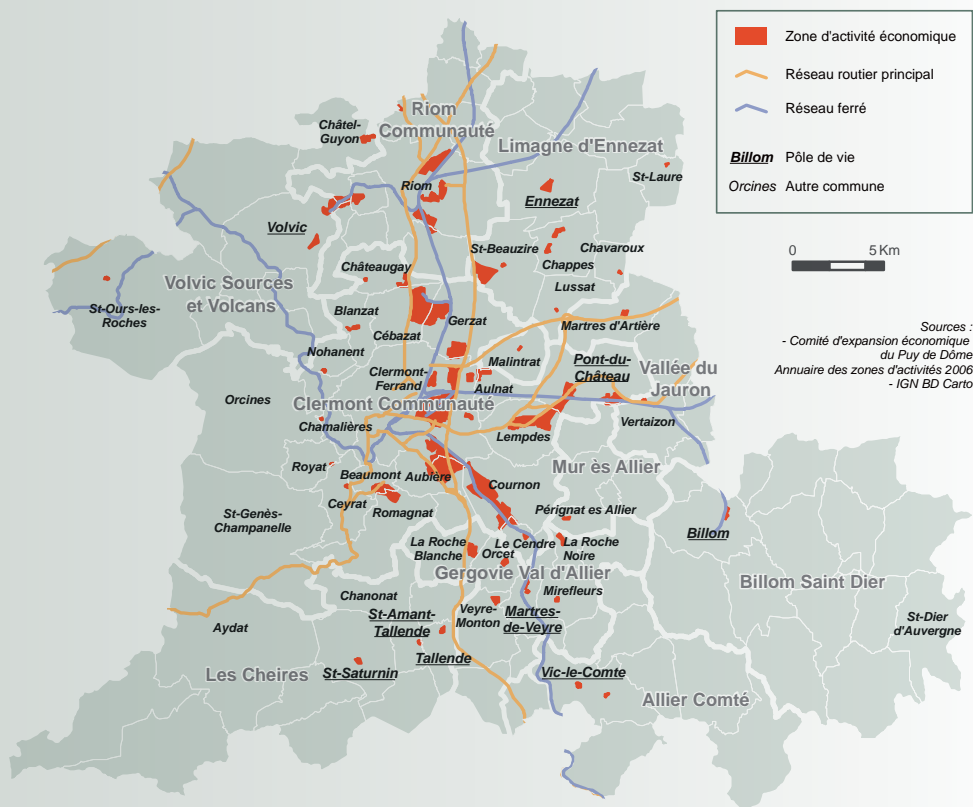 Zone d'activité économique
Réseau routier principal
Réseau ferré
Billom Pôle de vie
Orcines Autre commune
0 5 Km
Sources :
- Comité d'expansion économique
du Puy de Dôme
Annuaire des zones d'activités 2006
- IGN BD Carto
Riom
Communauté
Châtel-
Guyon
Limagne d'Ennezat
St-Laure
Riom
Ennezat
Volvic
St-Beauzire
Chavaroux
Châteaugay
Chappes
Volvic Sources
et Volcans
Lussat
St-Ours-les-
Roches
Blanzat
Gerzat
Martres d'Artière
Cébazat
Nohanent
Malintrat
Pont-du-
Château
Vallée du
Jauron
Clermont-
Ferrand
Aulnat
Orcines
Clermont Communauté
Chamalières
Lempdes
Vertaizon
Royat
Beaumont
Aubière
Mur ès Allier
Cournon
Ceyrat
Romagnat
St-Genès-
Champanelle
Pérignat es Allier
Billom
La Roche
Blanche
Le Cendre
Orcet
La Roche
Noire
Gergovie Val d'Allier
Billom Saint Dier
Chanonat
Mirefleurs
St-Amant-
Tallende
Veyre-
Monton
Martres-
de-Veyre
St-Dier
d'Auvergne
Aydat
Tallende
Les Cheires
St-Saturnin
Vic-le-Comte
Allier Comté